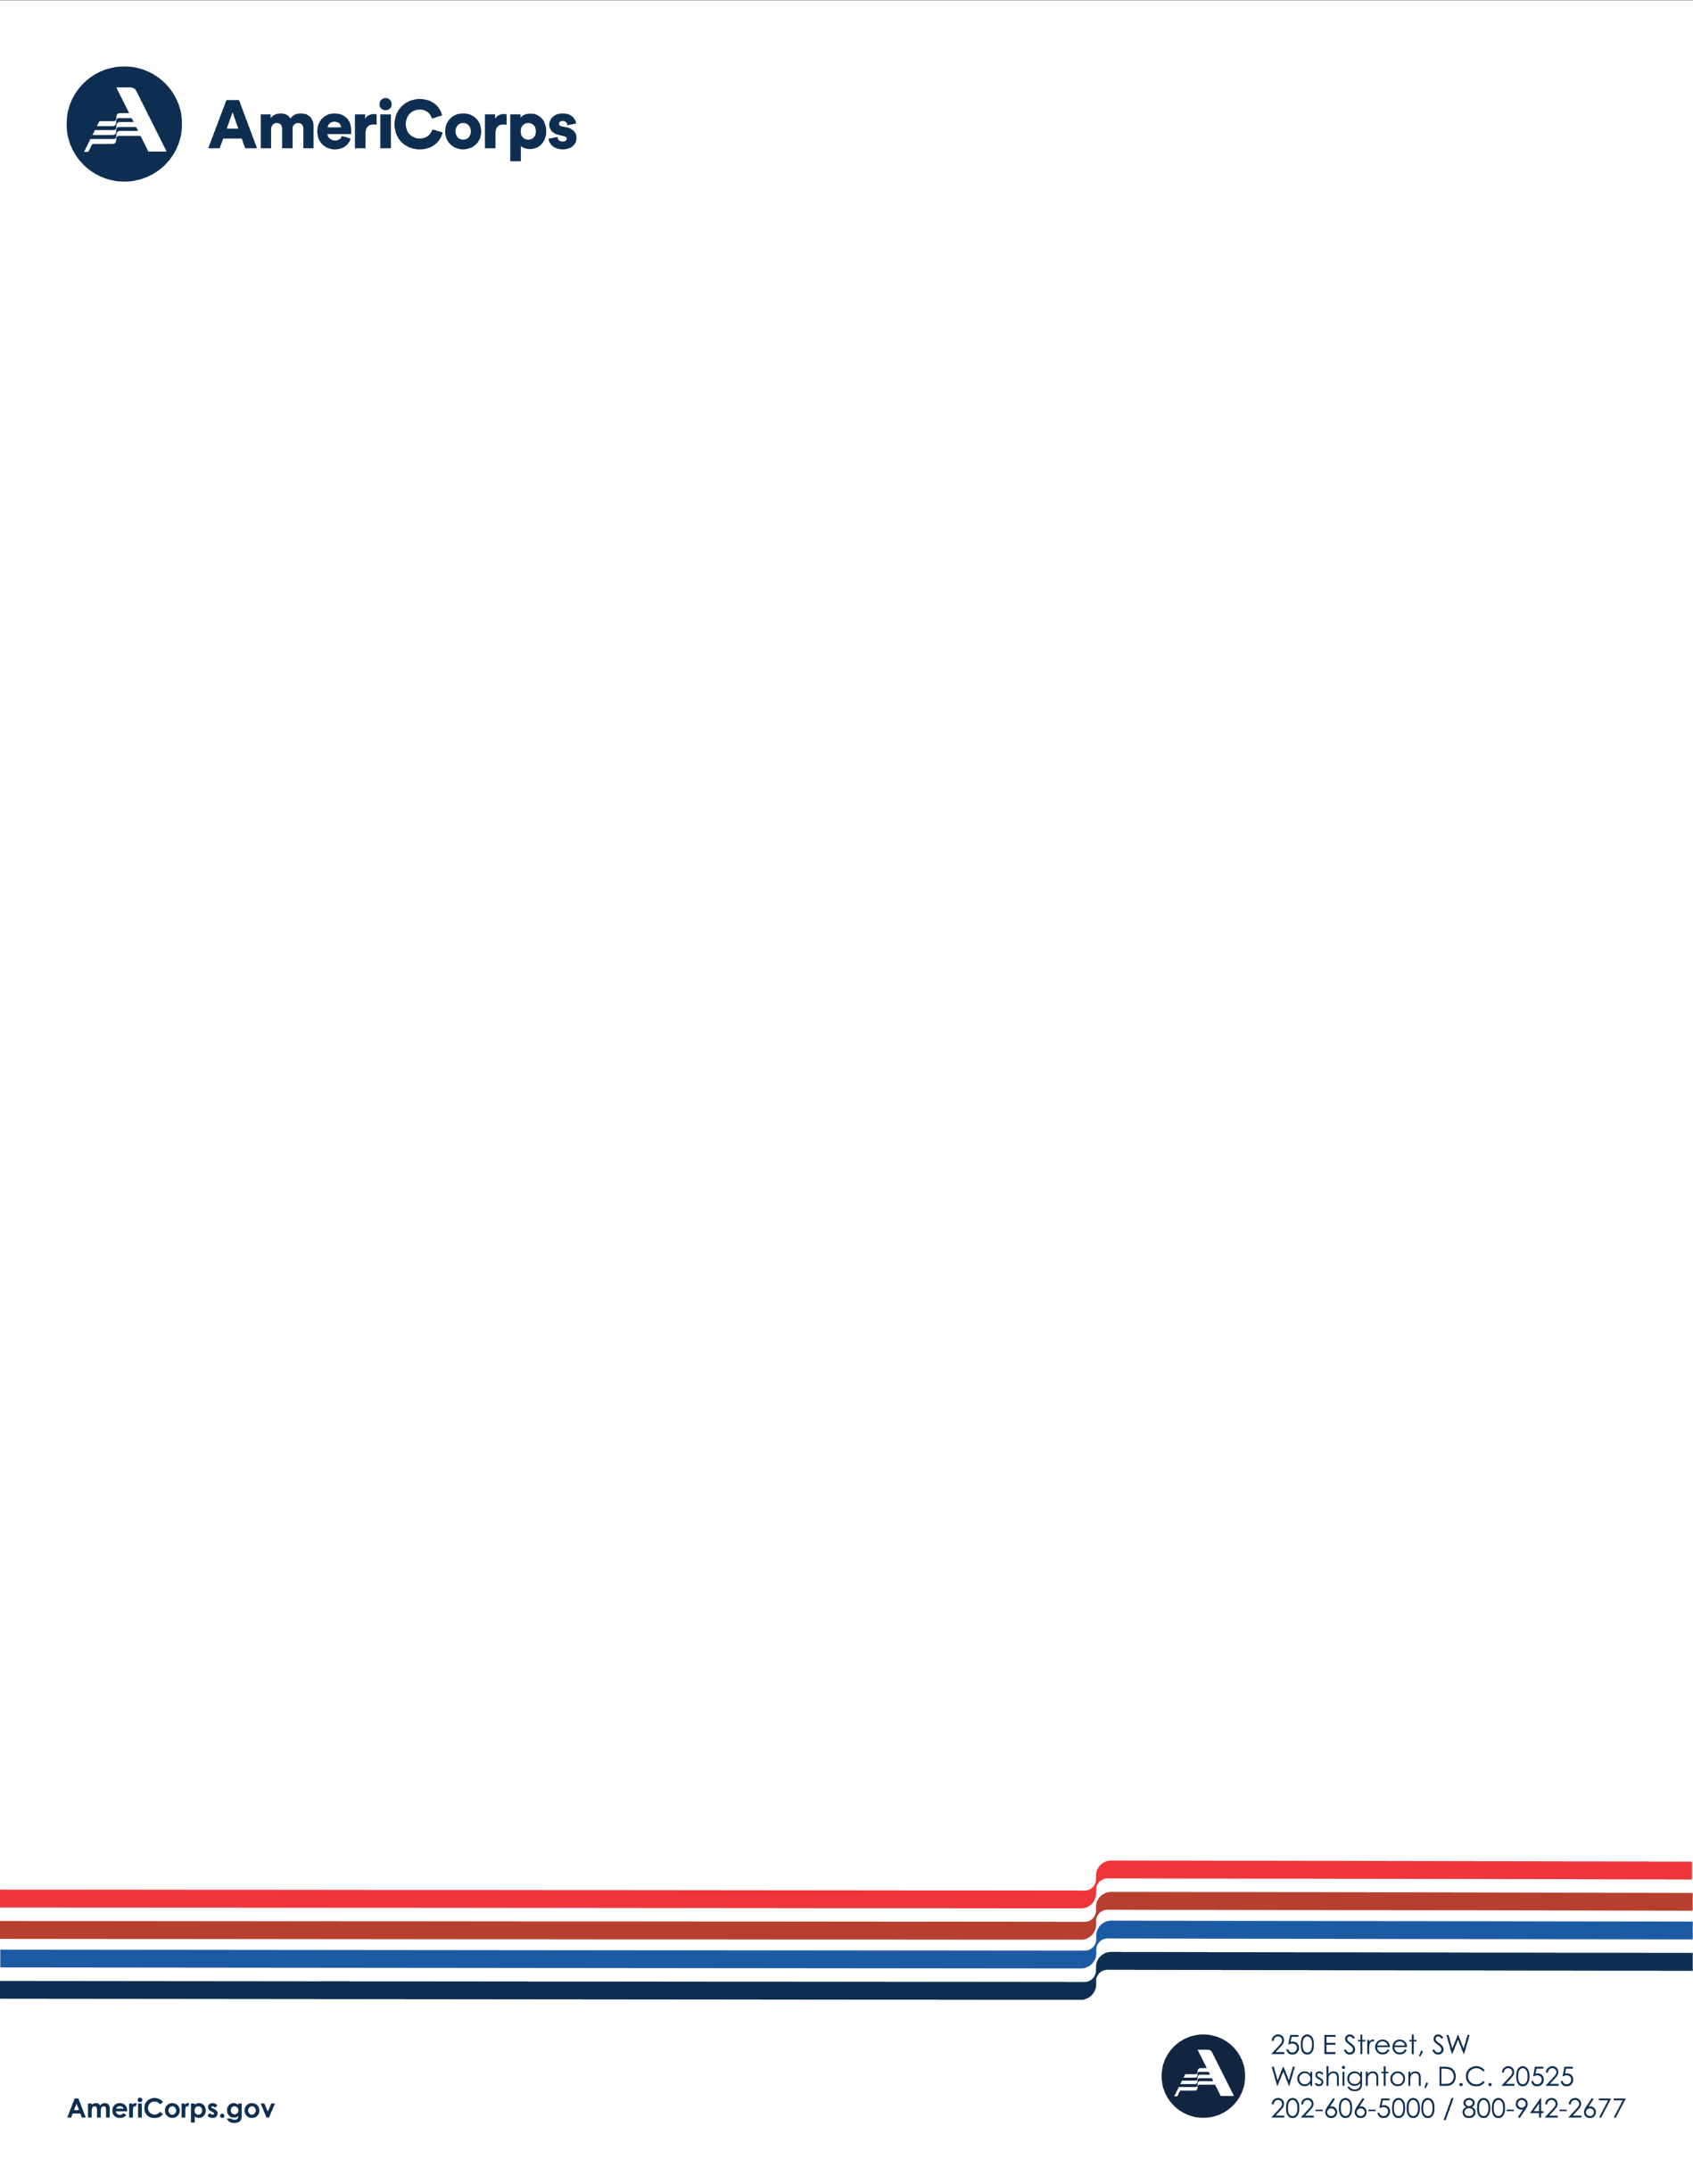 AmeriCorps
250 E Street, SW
Washington, D.C. 20525
202-606-5000 / 800-942-2677
AmeriCorps.gov